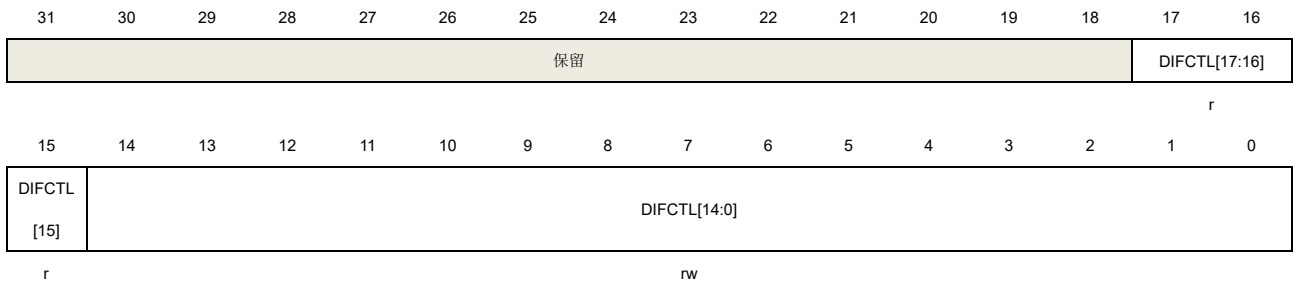 31 30 29 28 27 26 25 24 23 22 21 20 19 18 17 16
保留 DIFCTL[17:16]
r
15 14 13 12 11 10 9 8 7 6 5 4 3 2 1 0
DIFCTL
[15]
DIFCTL[14:0]
r rw